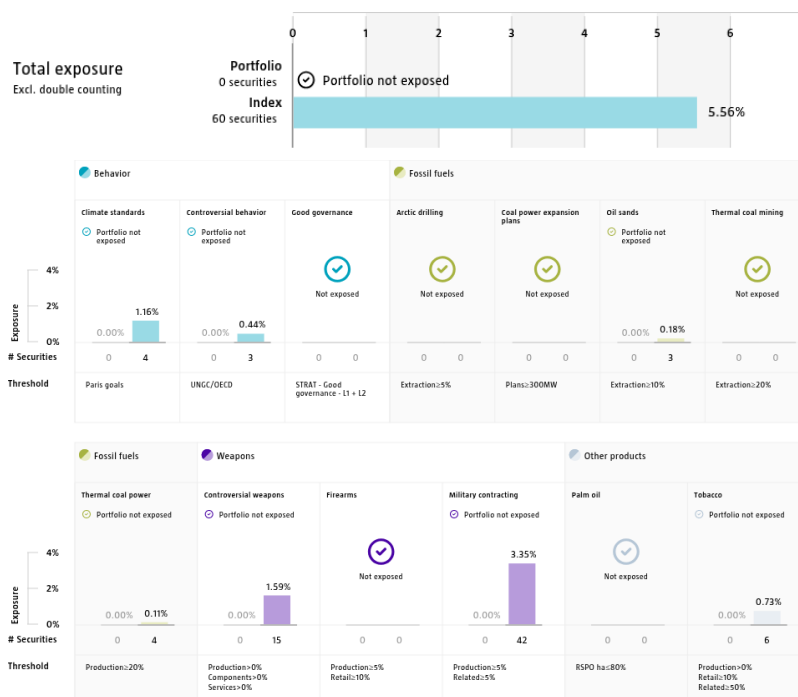 0 1 2 3 4 5 6
Total exposure
Excl. double counting
Portfolio
0 securities
Portfolio not exposed
Index
60 securities
5.56%
Behavior
Fossil fuels
Climate standards
Controversial behavior
Good governance
Arctic drilling
Coal power expansion
plans
Oil sands
Thermal coal mining
Portfolio not
exposed
Portfolio not
exposed
Portfolio not
exposed
Not exposed
Not exposed
Not exposed
Not exposed
Exposure
4%
2%
0%
0.00% 1.16%
0.00% 0.44%
0.00% 0.18%
# Securities
0 4 0 3 0 0 0 0 0 0 0 3 0 0
Threshold
Paris goals
UNGC/OECD
STRAT - Good
governance - L1 + L2
Extraction≥5%
Plans≥300MW
Extraction≥10%
Extraction≥20%
Fossil fuels
Weapons
Other products
Thermal coal power
Controversial weapons
Firearms
Military contracting
Palm oil
Tobacco
Portfolio not exposed
Portfolio not exposed
Portfolio not exposed
Portfolio not exposed
Not exposed
Not exposed
Exposure
4%
2%
0%
0.00% 0.11%
0.00% 1.59%
0.00% 3.35%
0.00% 0.73%
# Securities
0 4 0 15 0 0 0 42 0 0 0 6
Threshold
Production≥20%
Production>0%
Components>0%
Services>0%
Production≥5%
Retail≥10%
Production≥5%
Related≥5%
RSPO ha≤80%
Production>0%
Retail≥10%
Related≥50%